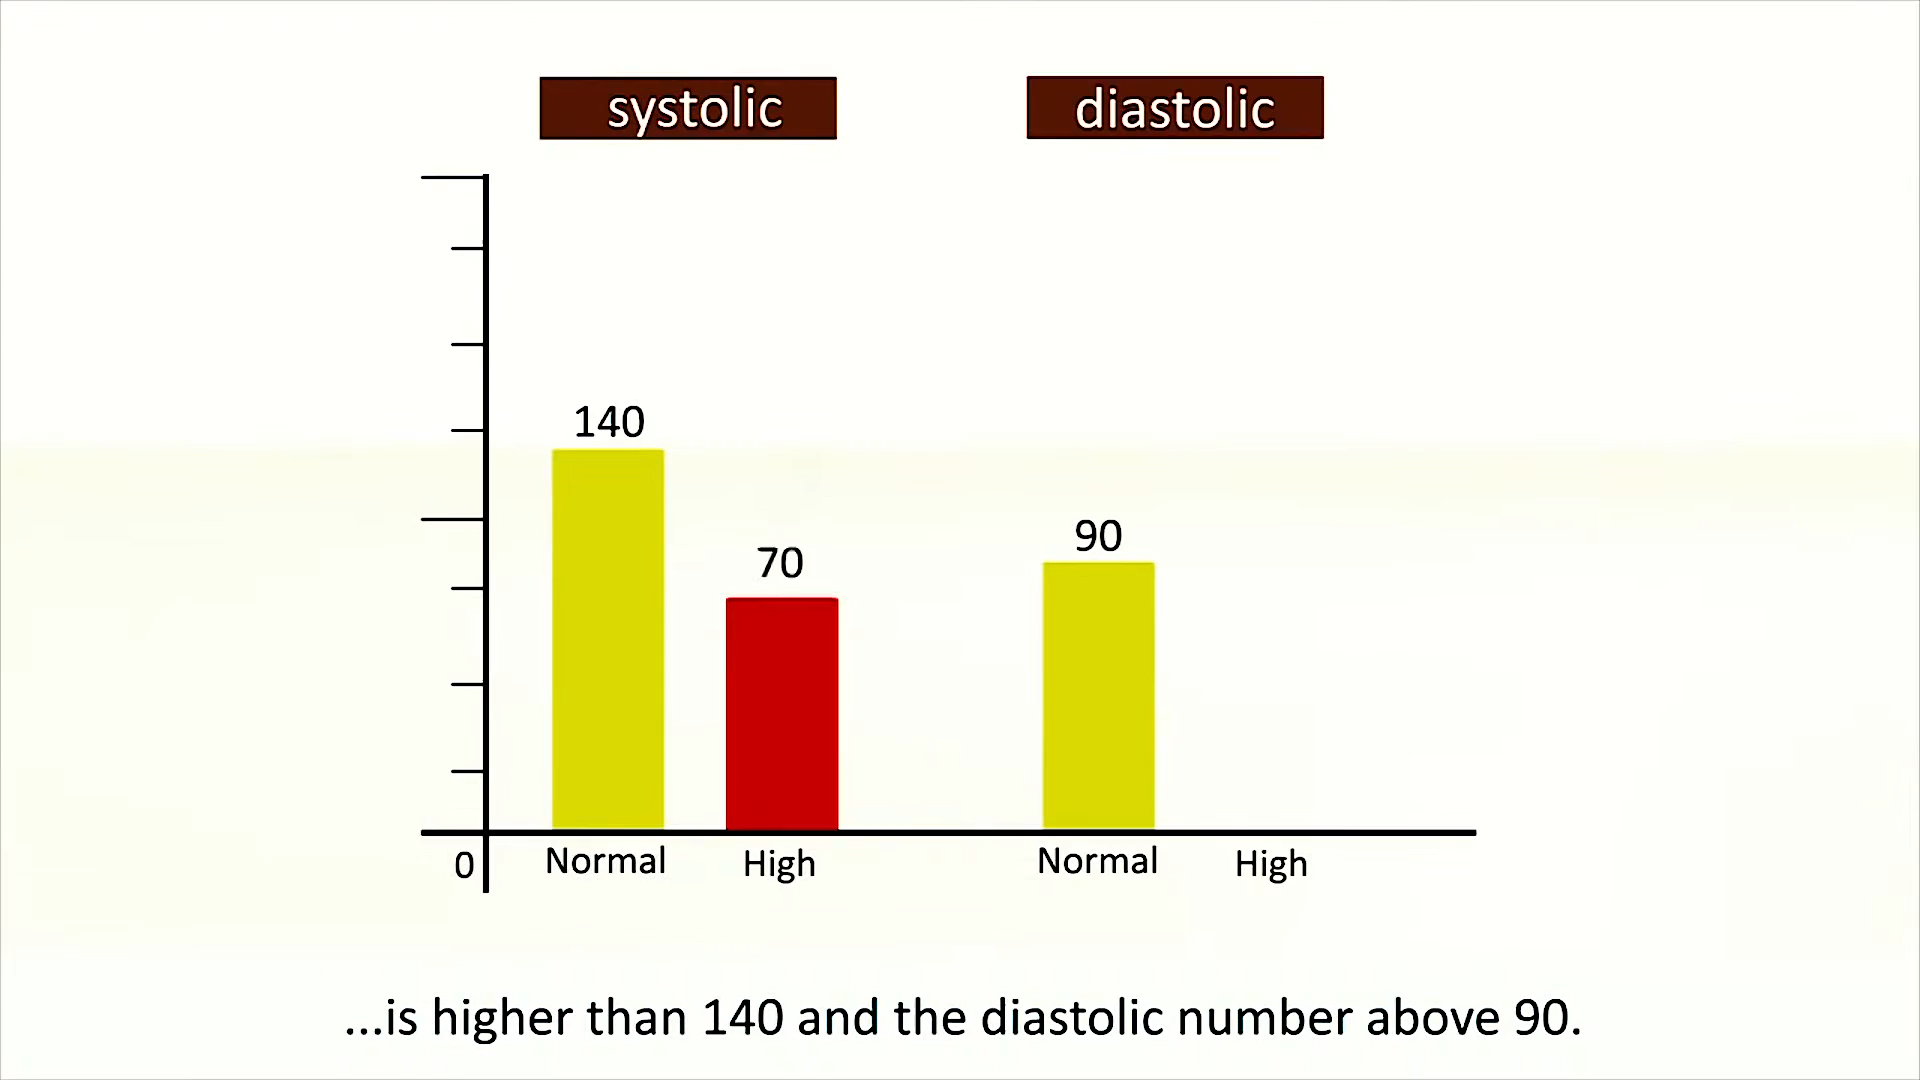 systolic
diastolic
140
70
90
0
Normal
High
Normal
High
...is higher than 140 and the diastolic number above 90.